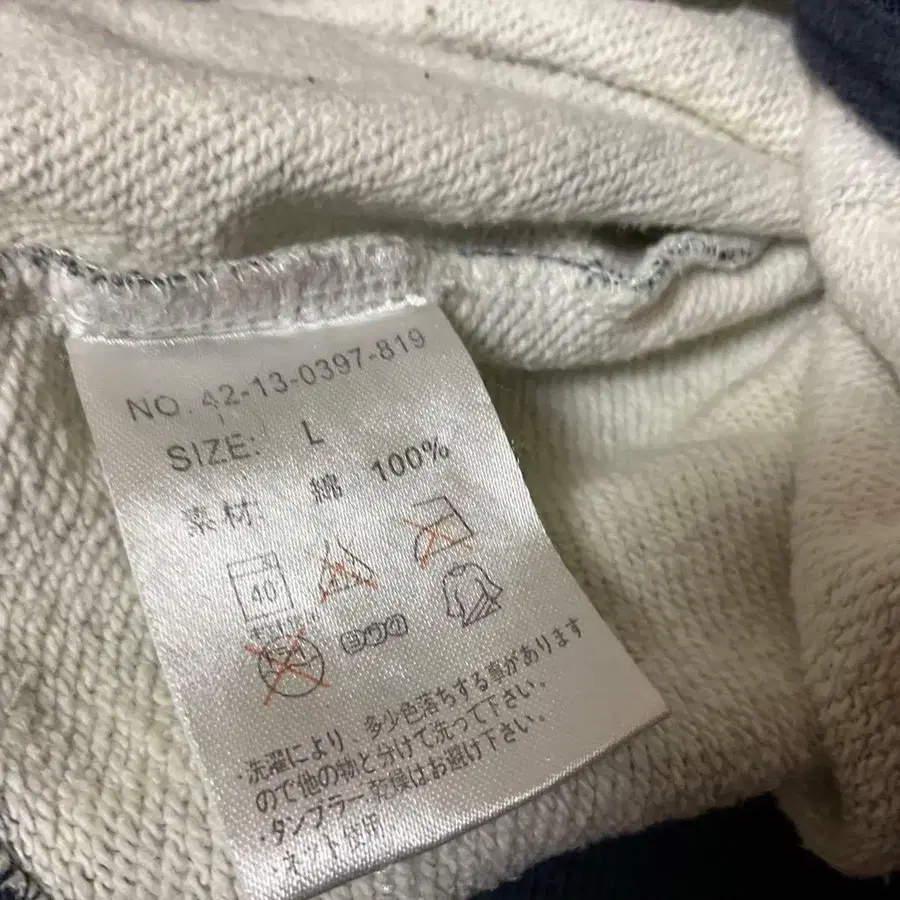 NO. 42-13-0397-819
SIZE: L
素材: 綿 100%
40
・洗濯により、多少色落ちする事があります
ので他の物と分けて洗って下さい.
・タンブラー乾燥はお避け下さい.
・ネット使用